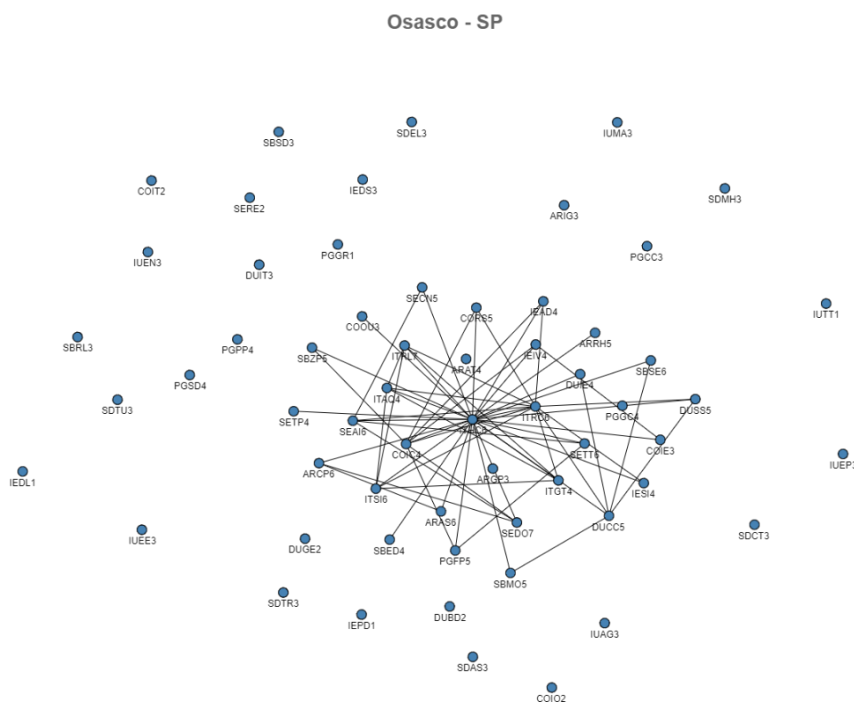 Osasco - SP
SDEL3
IUMA3
SBSD3
COIT2
IEDS3
SDMH3
SERE2
ARIG3
PGGR1
PGCC3
IUEN3
DUIT3
SECN5
IEAD4
IUTT1
CORS5
COOU3
ARRH5
SBRL3
PGPP4
SBZP5
ITRL7
IEIV4
ARAT4
SBSE6
PGSD4
DUIE4
ITAC4
SDTU3
DUSS5
ITRC6
PGGC4
SETP4
SEAI6
COIC4
SETT6
COIE3
ARCP6
IUEP3
IEDL1
ARGP3
ITSI6
ITGT4
IESI4
ARAS6
DUCC5
SEDO7
SDCT3
IUEE3
DUGE2
SBED4
PGFP5
SBMO5
SDTR3
DUBD2
IEPD1
IUAG3
SDAS3
COIO2